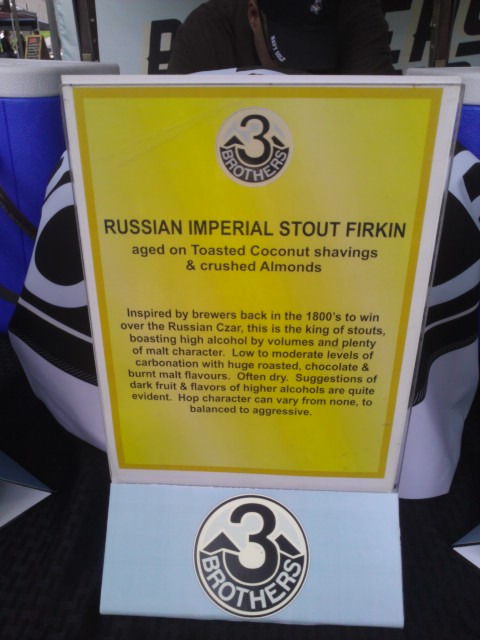 3
BROTHERS
RUSSIAN IMPERIAL STOUT FIRKIN
aged on Toasted Coconut shavings
& crushed Almonds
Inspired by brewers back in the 1800's to win
over the Russian Czar, this is the king of stouts,
boasting high alcohol by volumes and plenty
of malt character. Low to moderate levels of
carbonation with huge roasted, chocolate &
burnt malt flavours. Often dry. Suggestions of
dark fruit & flavors of higher alcohols are quite
evident. Hop character can vary from none, to
balanced to aggressive.
3
BROTHERS